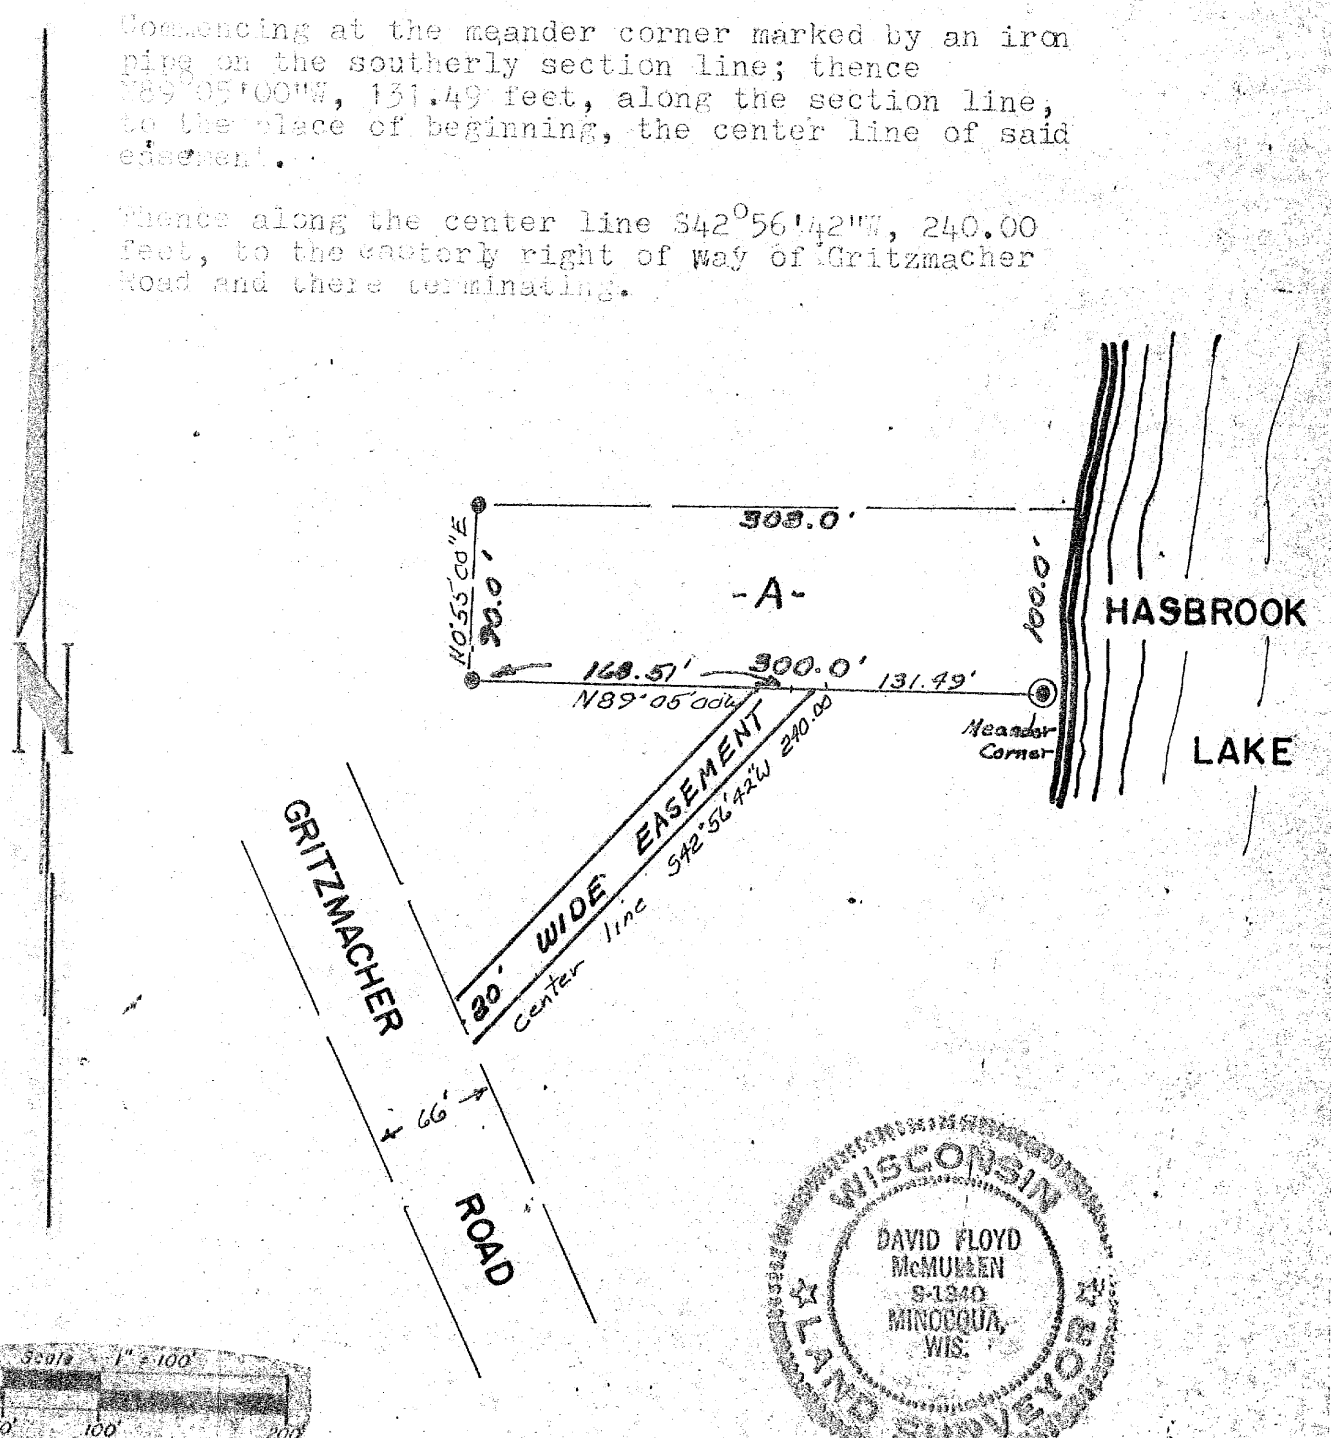 Commencing at the meander corner marked by an iron
pipe on the southerly section line; thence
N89°05'00"W, 131.49 feet, along the section line,
to the place of beginning, the center line of said
easement.
Thence along the center line S42°56'42"W, 240.00
feet, to the easterly right of way of Gritzmacher
Road and there terminating.
303.0'
N0°55'00"E
90.0'
-A-
100.0'
HASBROOK
LAKE
168.51'
300.0'
131.49'
N89°05'00W
Meander
Corner
N
30' WIDE EASEMENT
center line S42°56'42"W 240.00
GRITZMACHER
ROAD
66'
WISCONSIN
DAVID FLOYD
McMULLEN
S-1340
MINOCQUA,
WIS.
LAND SURVEYOR
Scale 1" = 100'
0' 100' 200'